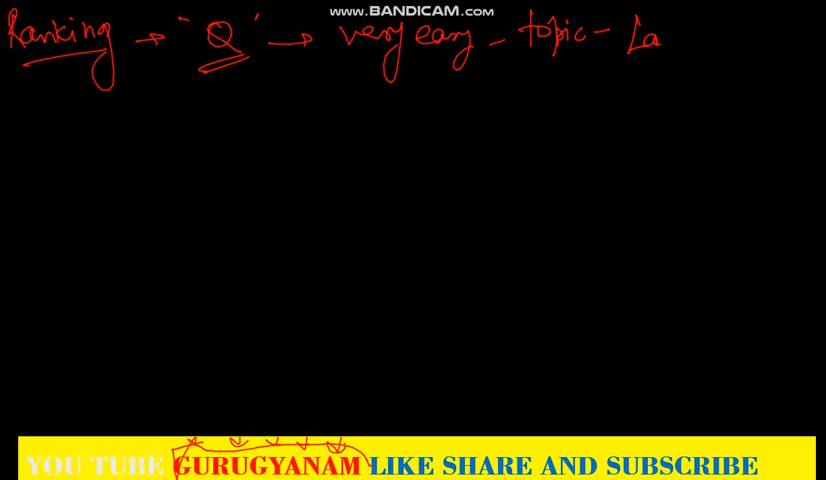 WWW.BANDICAM.COM
Ranking → "Q" → very easy - topic - La
YOU TUBE GURUGYANAM LIKE SHARE AND SUBSCRIBE